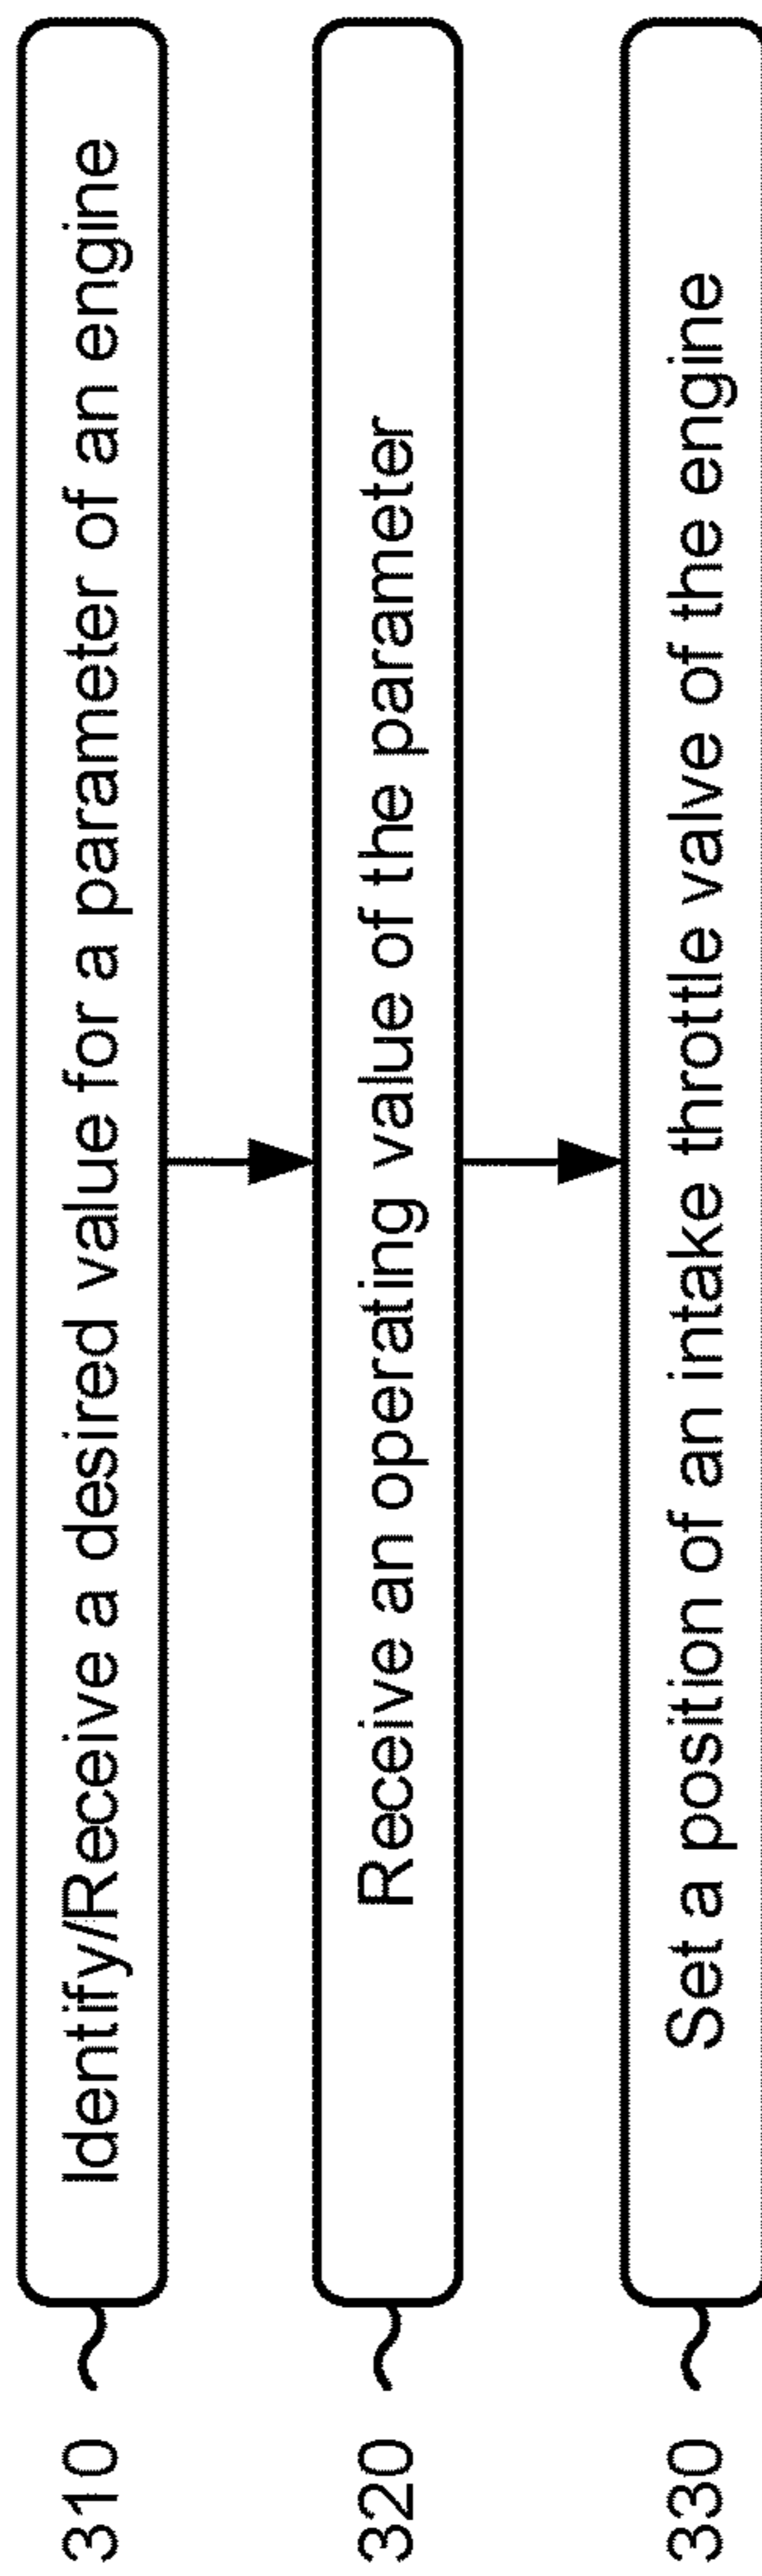 310
Identify/Receive a desired value for a parameter of an engine
320
Receive an operating value of the parameter
330
Set a position of an intake throttle valve of the engine